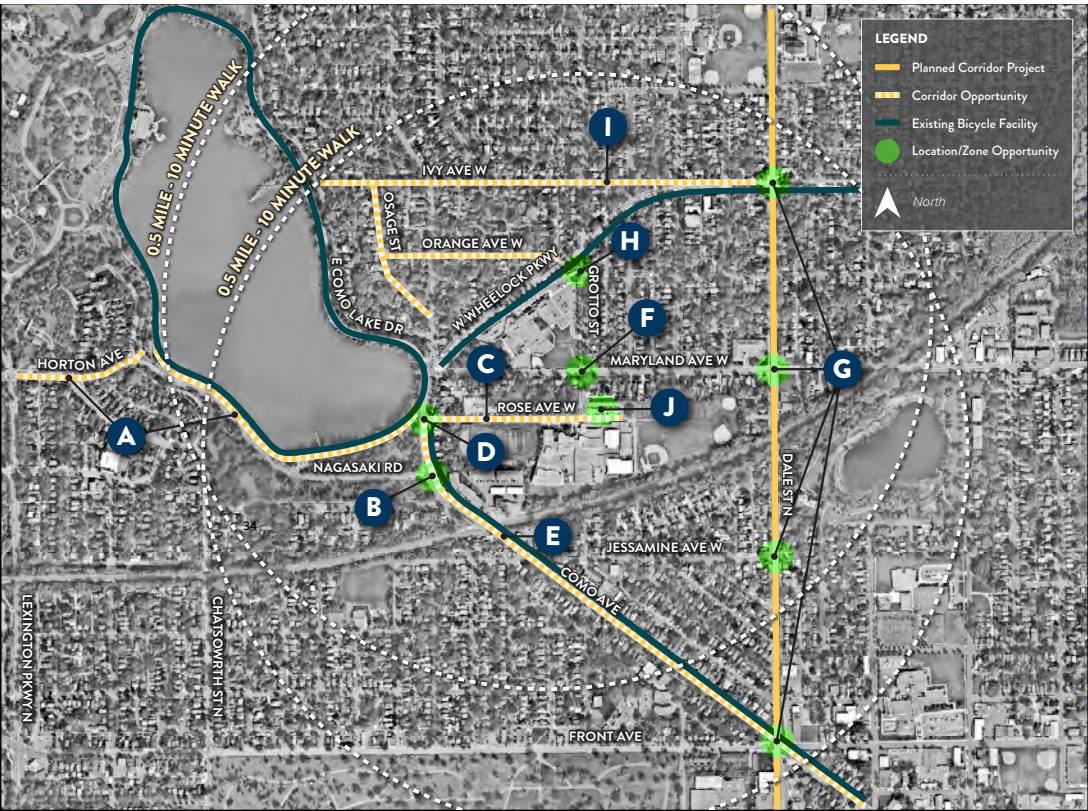 LEGEND
Planned Corridor Project
Corridor Opportunity
Existing Bicycle Facility
Location/Zone Opportunity
North
0.5 MILE - 10 MINUTE WALK
0.5 MILE - 10 MINUTE WALK
I
IVY AVE W
OSAGE ST
ORANGE AVE W
H
W WHEELOCK PKWY
GROTTO ST
E COMO LAKE DR
F
MARYLAND AVE W
C
G
HORTON AVE
ROSE AVE W
J
A
D
NAGASAKI RD
B
DALE ST N
34
E
JESSAMINE AVE W
COMO AVE
LEXINGTON PKWY N
CHATSOWRTH ST N
FRONT AVE